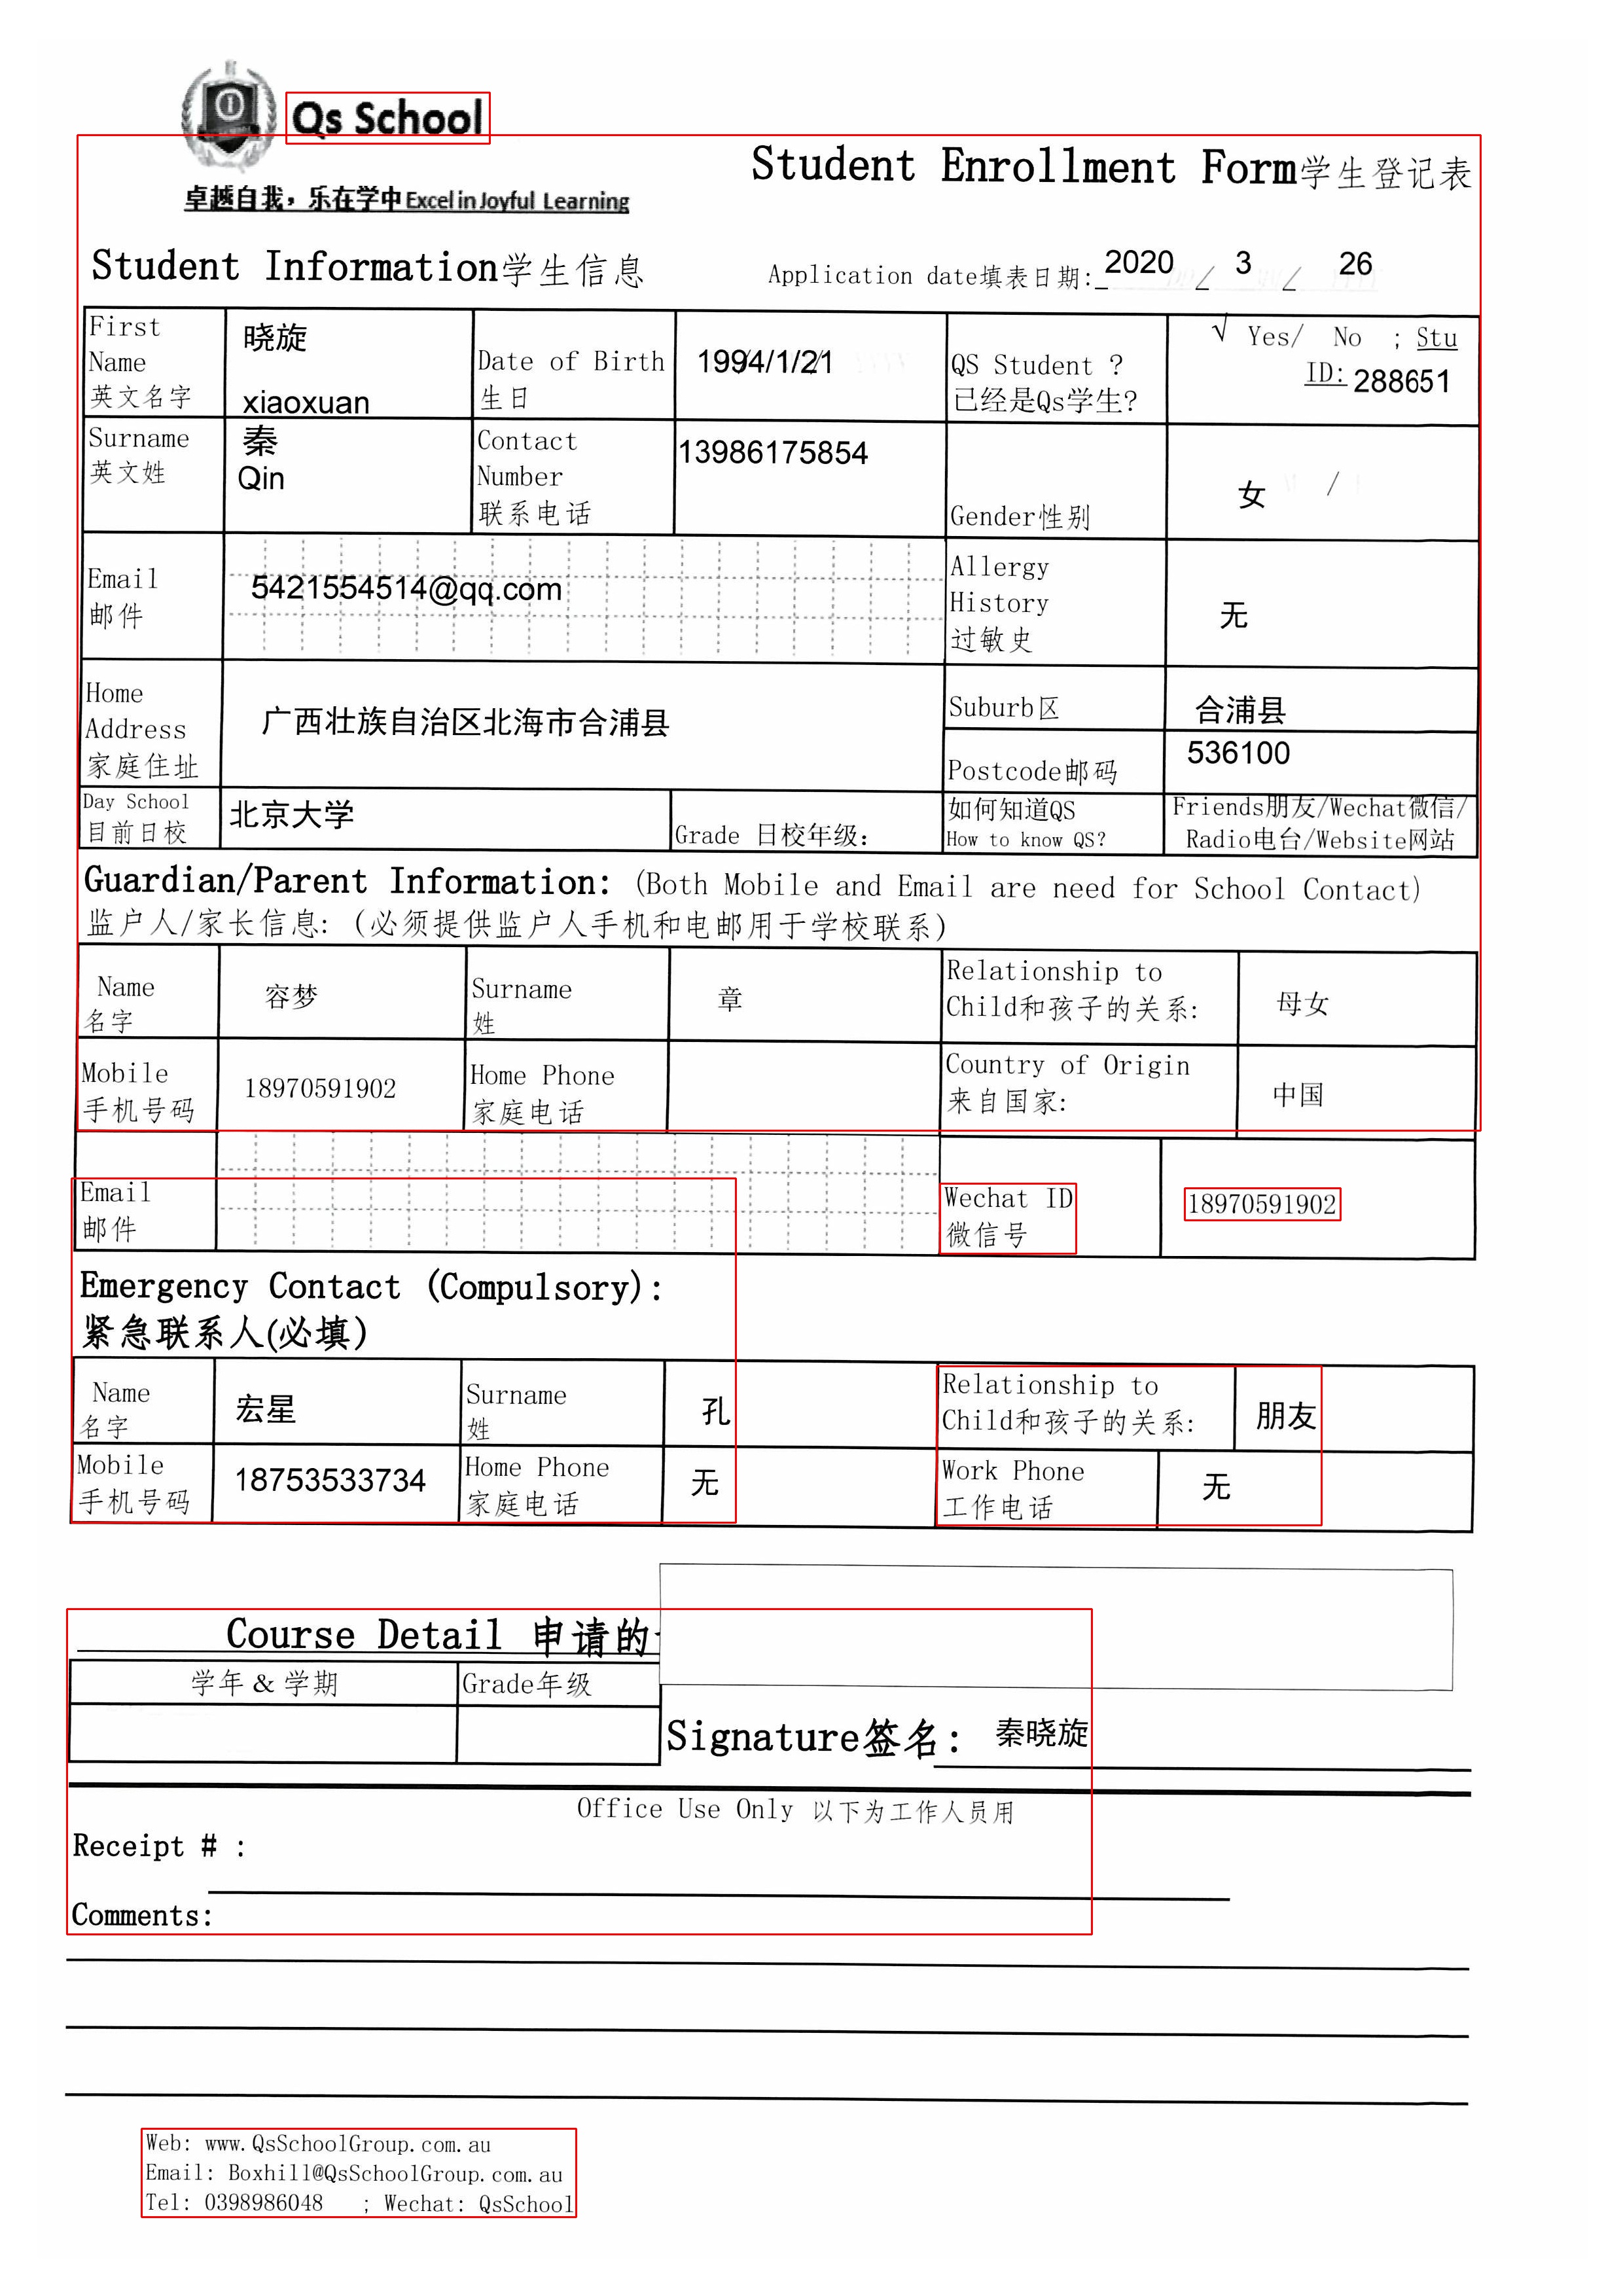 Qs School
Student Enrollment Form学生登记表
卓越自我，乐在学中Excel in Joyful Learning
Student Information学生信息
Application date填表日期: 2020 / 3 / 26
First Name 英文名字
晓旋 xiaoxuan
Date of Birth 生日
1994/1/21
QS Student ? 已经是Qs学生?
√ Yes/ No ; Stu ID: 288651
Surname 英文姓
秦 Qin
Contact Number 联系电话
13986175854
Gender性别
女 /
Email 邮件
5421554514@qq.com
Allergy History 过敏史
无
Home Address 家庭住址
广西壮族自治区北海市合浦县
Suburb区
合浦县
Postcode邮码
536100
Day School 目前日校
北京大学
Grade 日校年级:
如何知道QS
How to know QS?
Friends朋友/Wechat微信/
Radio电台/Website网站
Guardian/Parent Information: (Both Mobile and Email are need for School Contact)
监户人/家长信息: (必须提供监户人手机和电邮用于学校联系)
Name 名字
容梦
Surname 姓
章
Relationship to
Child和孩子的关系:
母女
Mobile 手机号码
18970591902
Home Phone 家庭电话
Country of Origin
来自国家:
中国
Email 邮件
Wechat ID 微信号
18970591902
Emergency Contact (Compulsory):
紧急联系人(必填)
Name 名字
宏星
Surname 姓
孔
Relationship to
Child和孩子的关系:
朋友
Mobile 手机号码
18753533734
Home Phone 家庭电话
无
Work Phone 工作电话
无
Course Detail 申请的
学年 & 学期
Grade年级
Signature签名: 秦晓旋
Office Use Only 以下为工作人员用
Receipt # :
Comments:
Web: www.QsSchoolGroup.com.au
Email: Boxhill@QsSchoolGroup.com.au
Tel: 0398986048 ; Wechat: QsSchool